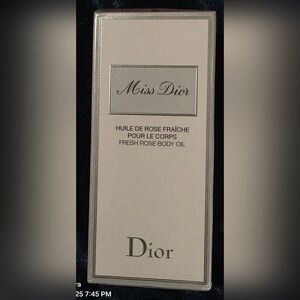 Miss Dior
HUILE DE ROSE FRAÎCHE
POUR LE CORPS
FRESH ROSE BODY OIL
Dior
25 7:45 PM